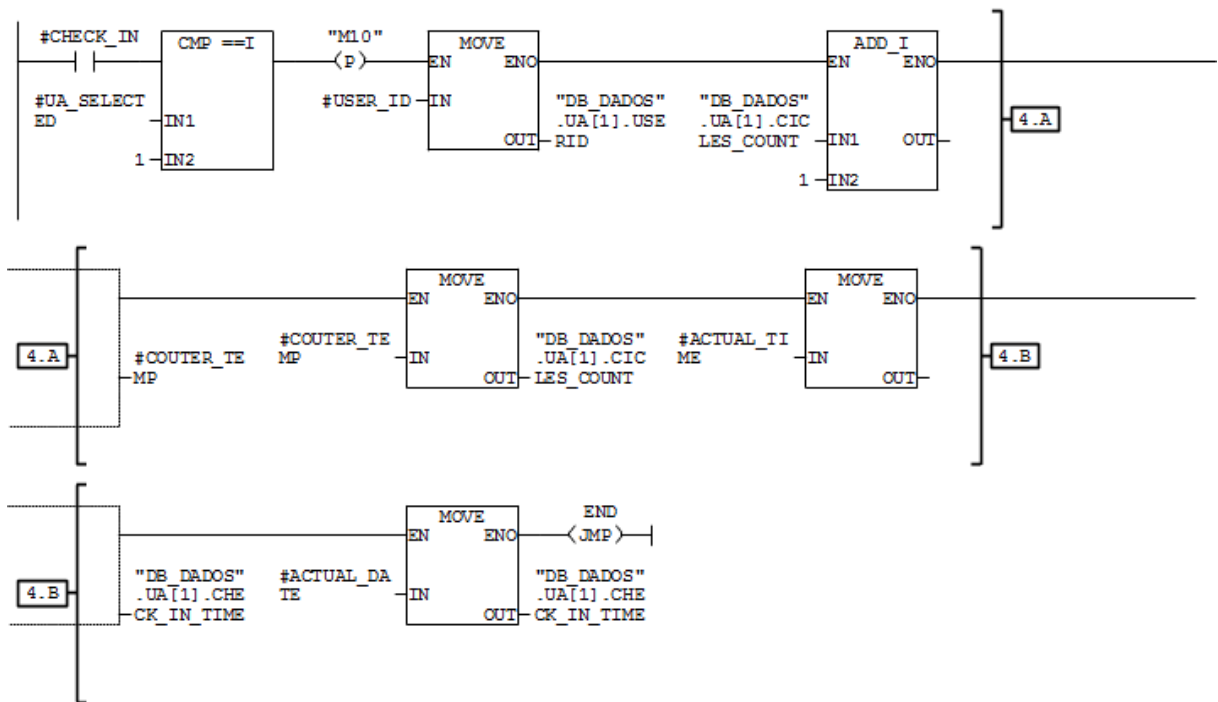 #CHECK_IN
CMP ==I
"M10"
(P)
MOVE
ADD_I
EN
ENO
EN
ENO
#UA_SELECT
ED
IN1
1
IN2
#USER_ID
IN
"DB_DADOS"
.UA[1].USE
RID
OUT
"DB_DADOS"
.UA[1].CIC
LES_COUNT
IN1
OUT
1
IN2
4.A
MOVE
MOVE
EN
ENO
EN
ENO
4.A
#COUTER_TE
MP
#COUTER_TE
MP
IN
"DB_DADOS"
.UA[1].CIC
LES_COUNT
OUT
#ACTUAL_TI
ME
IN
OUT
4.B
MOVE
END
EN
ENO
(JMP)
4.B
"DB_DADOS"
.UA[1].CHE
CK_IN_TIME
#ACTUAL_DA
TE
IN
"DB_DADOS"
.UA[1].CHE
CK_IN_TIME
OUT